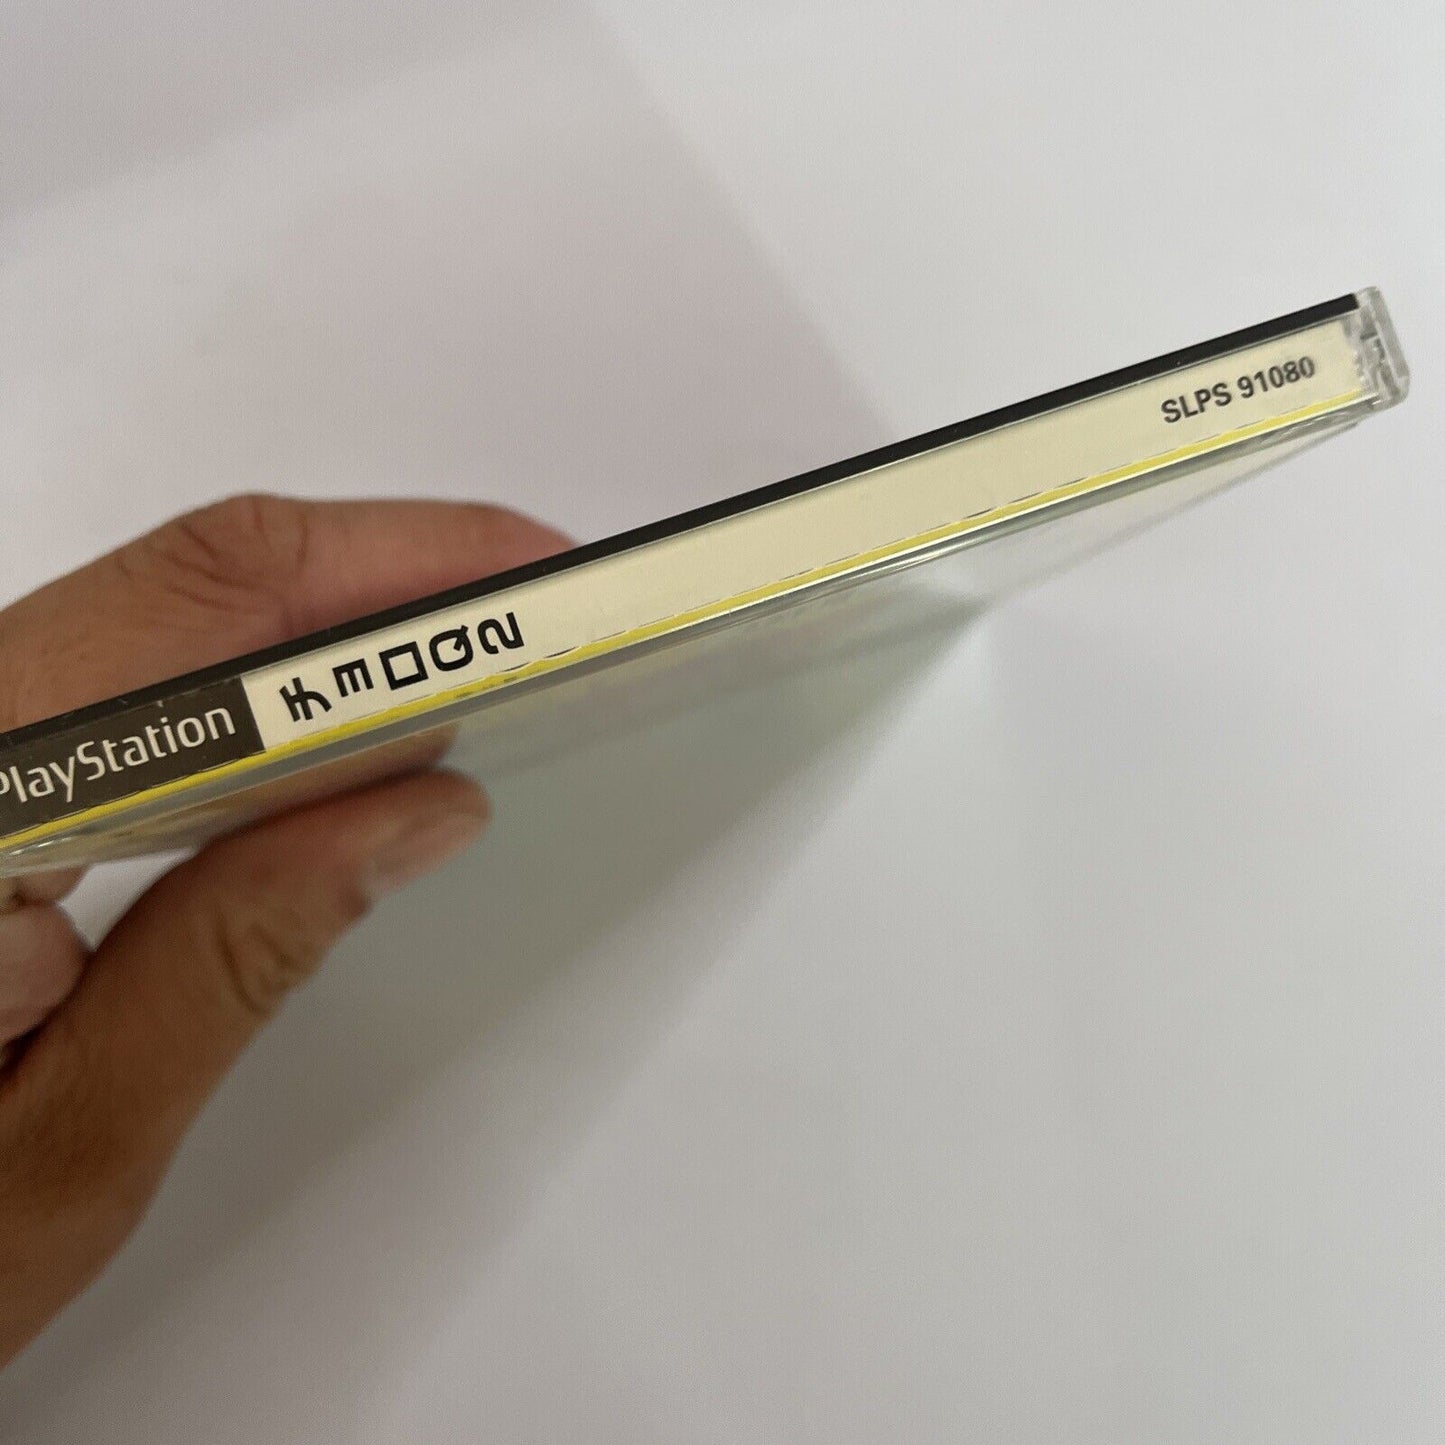 PlayStation チョロQ2 SLPS 91080